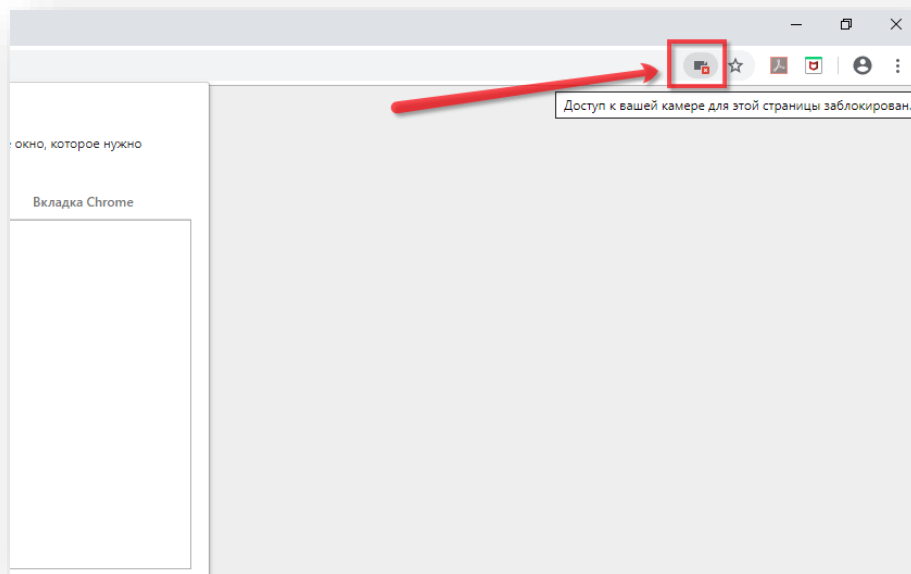 Доступ к вашей камере для этой страницы заблокирован.
окно, которое нужно
Вкладка Chrome